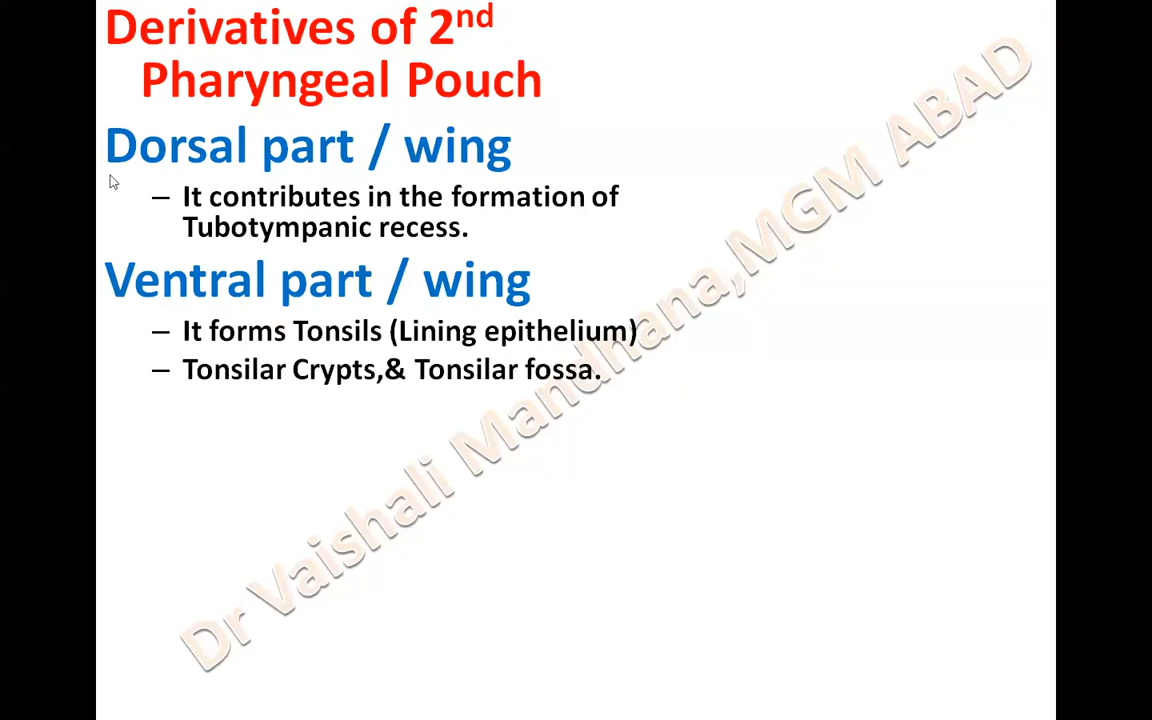 Derivatives of 2nd
Pharyngeal Pouch
Dorsal part / wing
– It contributes in the formation of
Tubotympanic recess.
Ventral part / wing
– It forms Tonsils (Lining epithelium)
– Tonsilar Crypts,& Tonsilar fossa.
Dr Vaishali Mandhana,MGM ABAD